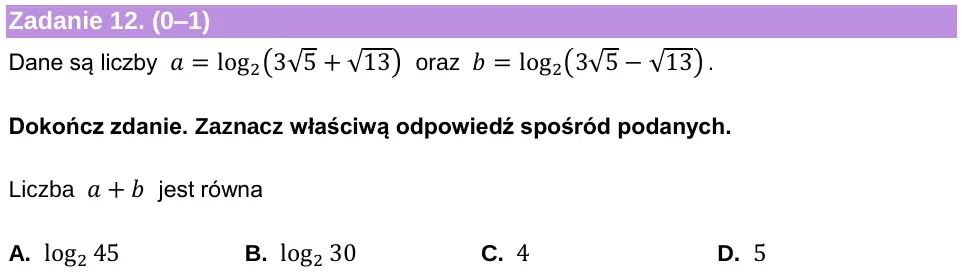 Zadanie 12. (0–1)
Dane są liczby a = log₂(3√5 + √13) oraz b = log₂(3√5 − √13).
Dokończ zdanie. Zaznacz właściwą odpowiedź spośród podanych.
Liczba a + b jest równa
A. log₂ 45 B. log₂ 30 C. 4 D. 5